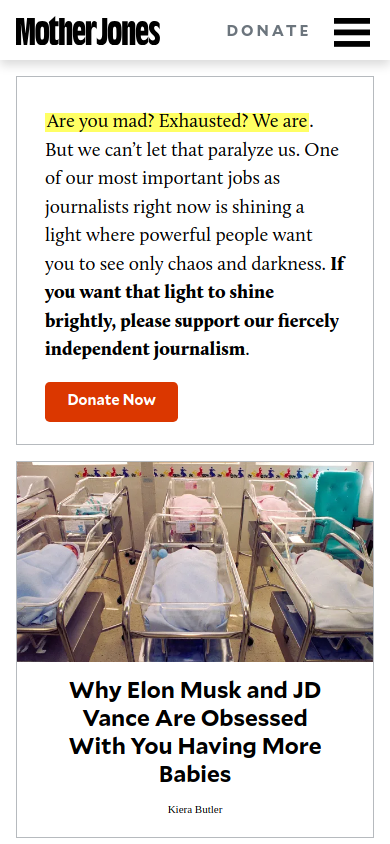 Mother Jones
DONATE
Are you mad? Exhausted? We are.
But we can’t let that paralyze us. One
of our most important jobs as
journalists right now is shining a
light where powerful people want
you to see only chaos and darkness. If
you want that light to shine
brightly, please support our fiercely
independent journalism.
Donate Now
Why Elon Musk and JD
Vance Are Obsessed
With You Having More
Babies
Kiera Butler